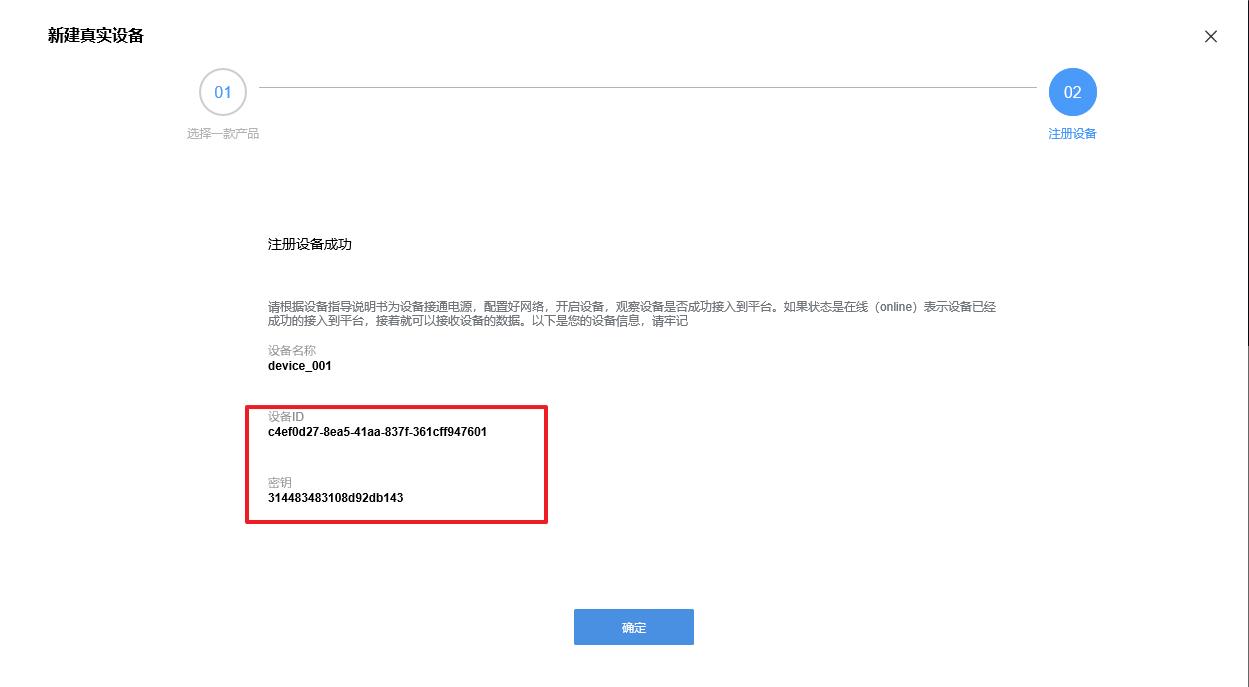 新建真实设备
01
02
选择一款产品
注册设备
注册设备成功
请根据设备指导说明书为设备接通电源，配置好网络，开启设备，观察设备是否成功接入到平台。如果状态是在线（online）表示设备已经
成功的接入到平台，接着就可以接收设备的数据。以下是您的设备信息，请牢记
设备名称
device_001
设备ID
c4ef0d27-8ea5-41aa-837f-361cff947601
密钥
314483483108d92db143
确定